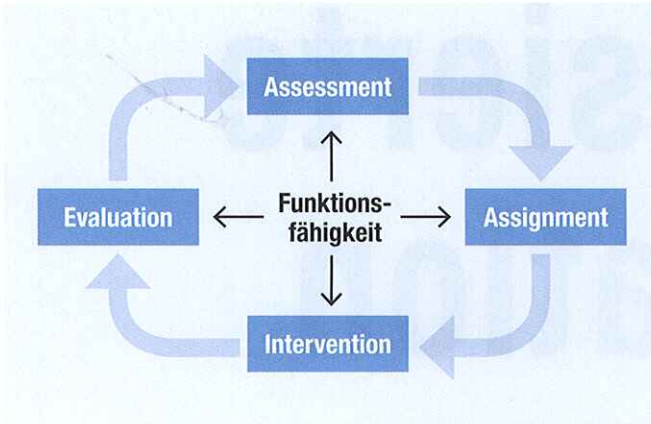 Assessment
Evaluation
Funktions-
fähigkeit
Assignment
Intervention